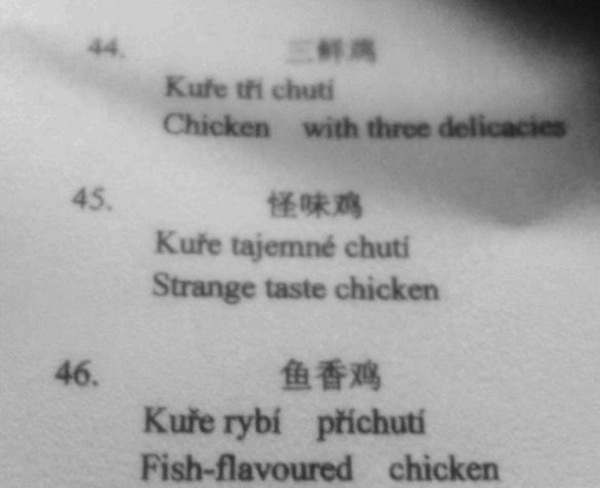 44. 三鲜鸡
Kuře tří chutí
Chicken with three delicacies
45. 怪味鸡
Kuře tajemné chutí
Strange taste chicken
46. 鱼香鸡
Kuře rybí příchutí
Fish-flavoured chicken